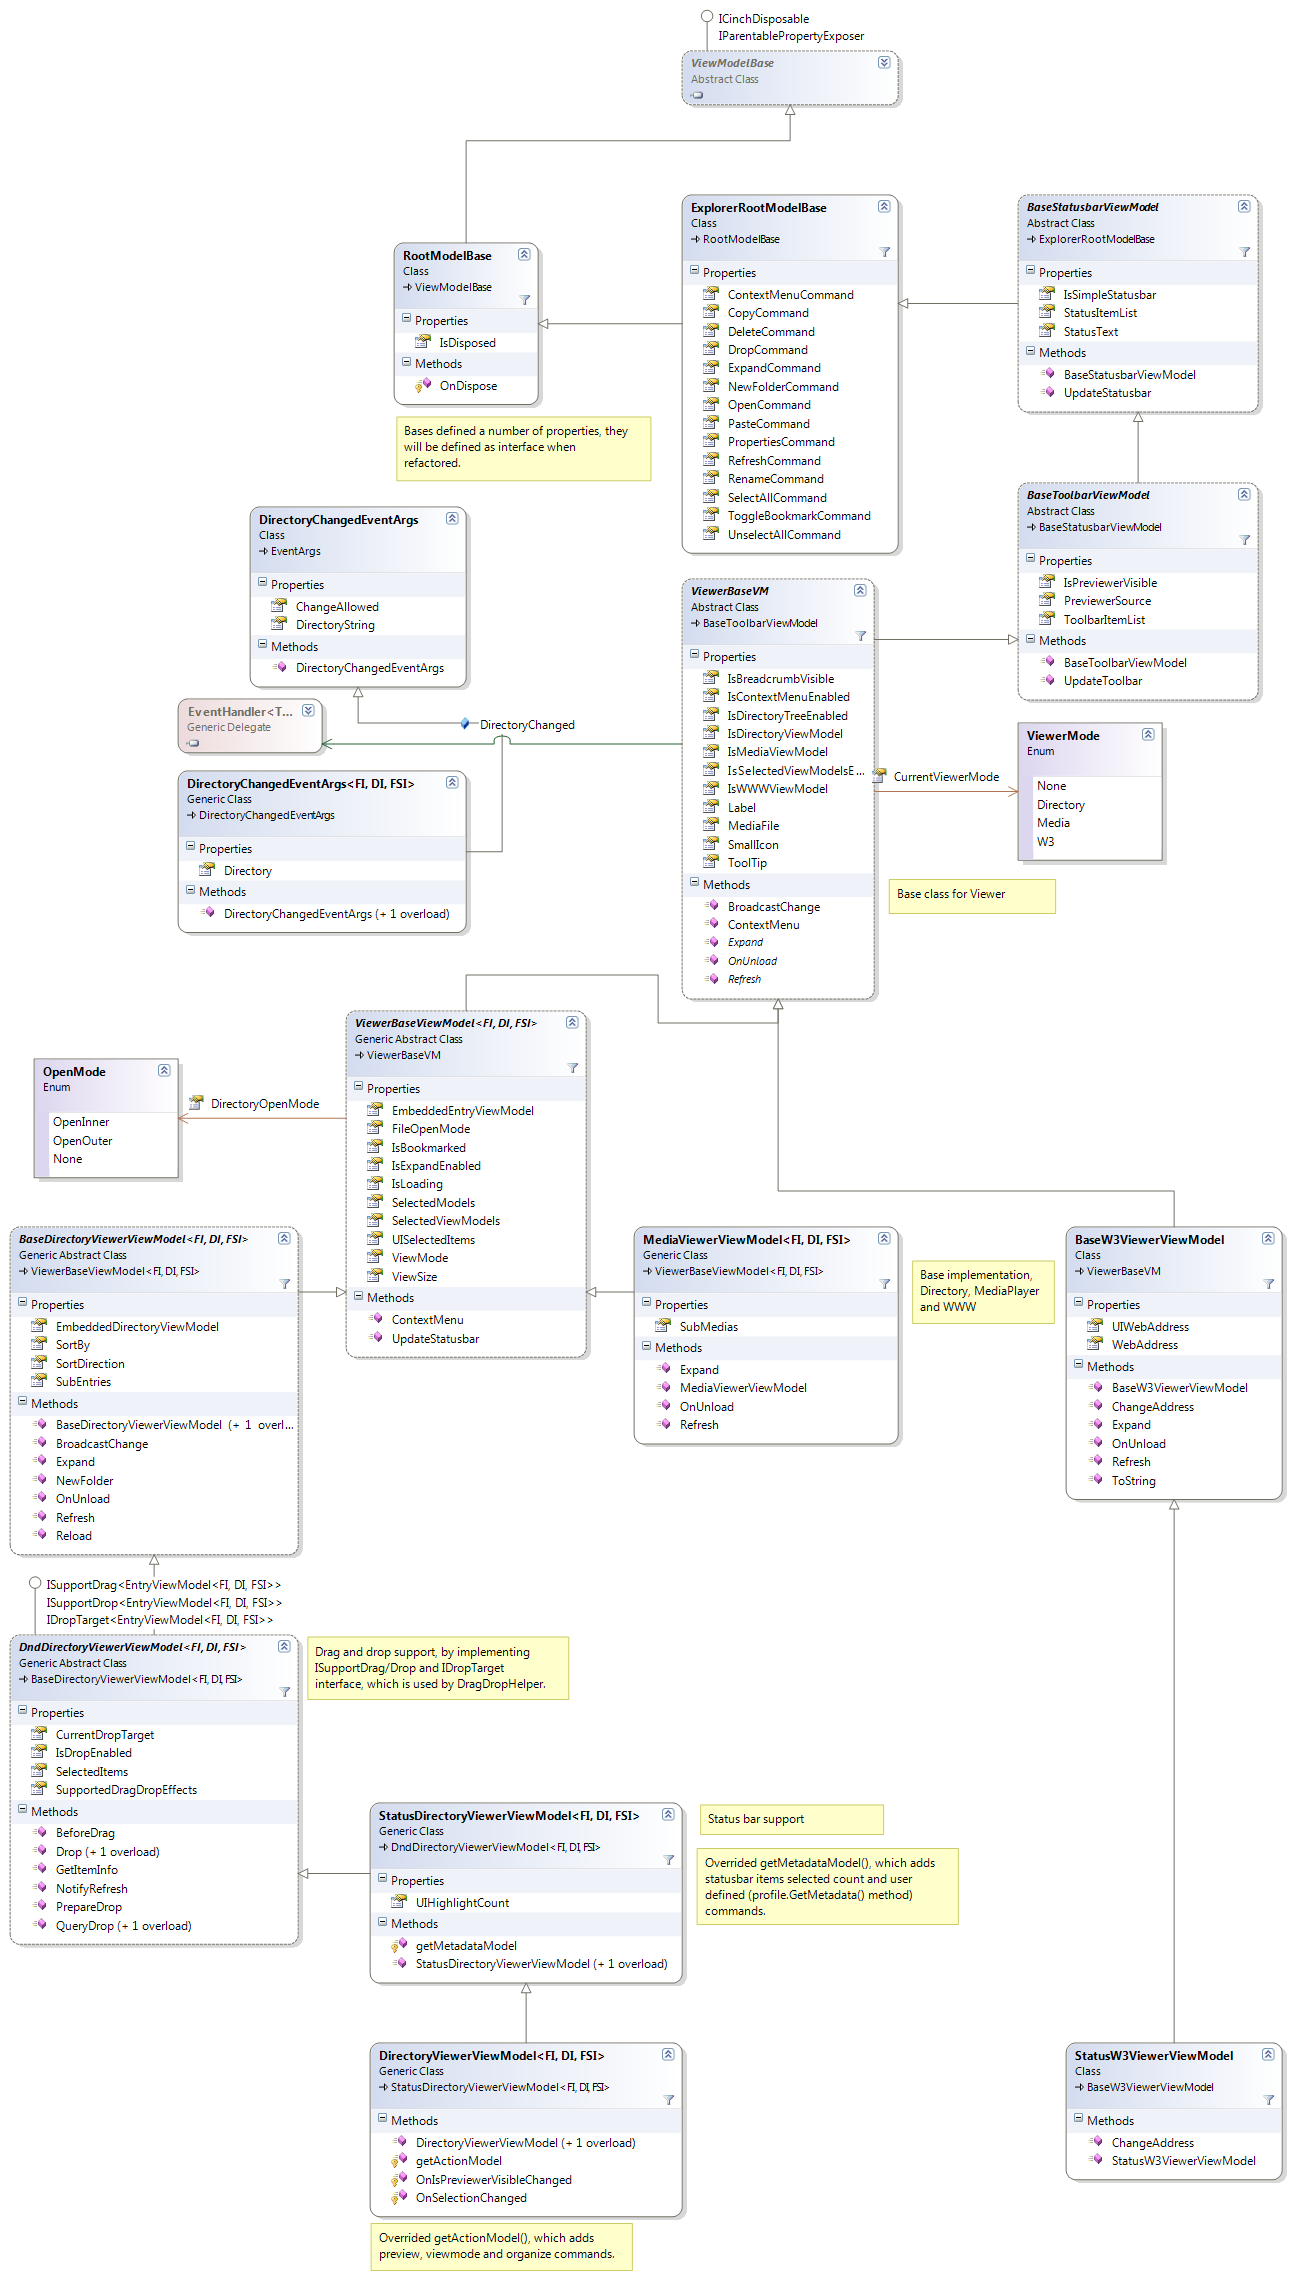 ICinchDisposable
IParentablePropertyExposer
ViewModelBase
Abstract Class
RootModelBase
Class
ViewModelBase
Properties
IsDisposed
Methods
OnDispose
Bases defined a number of properties, they
will be defined as interface when
refactored.
ExplorerRootModelBase
Class
RootModelBase
Properties
ContextMenuCommand
CopyCommand
DeleteCommand
DropCommand
ExpandCommand
NewFolderCommand
OpenCommand
PasteCommand
PropertiesCommand
RefreshCommand
RenameCommand
SelectAllCommand
ToggleBookmarkCommand
UnselectAllCommand
BaseStatusbarViewModel
Abstract Class
ExplorerRootModelBase
Properties
IsSimpleStatusbar
StatusItemList
StatusText
Methods
BaseStatusbarViewModel
UpdateStatusbar
BaseToolbarViewModel
Abstract Class
BaseStatusbarViewModel
Properties
IsPreviewerVisible
PreviewerSource
ToolbarItemList
Methods
BaseToolbarViewModel
UpdateToolbar
DirectoryChangedEventArgs
Class
EventArgs
Properties
ChangeAllowed
DirectoryString
Methods
DirectoryChangedEventArgs
EventHandler<T...
Generic Delegate
DirectoryChanged
DirectoryChangedEventArgs<FI, DI, FSI>
Generic Class
DirectoryChangedEventArgs
Properties
Directory
Methods
DirectoryChangedEventArgs (+ 1 overload)
ViewerBaseVM
Abstract Class
BaseToolbarViewModel
Properties
IsBreadcrumbVisible
IsContextMenuEnabled
IsDirectoryTreeEnabled
IsDirectoryViewModel
IsMediaViewModel
IsSelectedViewModelsE...
IsWWWViewModel
Label
MediaFile
SmallIcon
ToolTip
Methods
BroadcastChange
ContextMenu
Expand
OnUnload
Refresh
CurrentViewerMode
ViewerMode
Enum
None
Directory
Media
W3
Base class for Viewer
ViewerBaseViewModel<FI, DI, FSI>
Generic Abstract Class
ViewerBaseVM
Properties
EmbeddedEntryViewModel
FileOpenMode
IsBookmarked
IsExpandEnabled
IsLoading
SelectedModels
SelectedViewModels
UISelectedItems
ViewMode
ViewSize
Methods
ContextMenu
UpdateStatusbar
OpenMode
Enum
OpenInner
OpenOuter
None
DirectoryOpenMode
BaseDirectoryViewerViewModel<FI, DI, FSI>
Generic Abstract Class
ViewerBaseViewModel<FI, DI, FSI>
Properties
EmbeddedDirectoryViewModel
SortBy
SortDirection
SubEntries
Methods
BaseDirectoryViewerViewModel (+ 1 overl...
BroadcastChange
Expand
NewFolder
OnUnload
Refresh
Reload
MediaViewerViewModel<FI, DI, FSI>
Generic Class
ViewerBaseViewModel<FI, DI, FSI>
Properties
SubMedias
Methods
Expand
MediaViewerViewModel
OnUnload
Refresh
Base implementation,
Directory, MediaPlayer
and WWW
BaseW3ViewerViewModel
Class
ViewerBaseVM
Properties
UIWebAddress
WebAddress
Methods
BaseW3ViewerViewModel
ChangeAddress
Expand
OnUnload
Refresh
ToString
ISupportDrag<EntryViewModel<FI, DI, FSI>>
ISupportDrop<EntryViewModel<FI, DI, FSI>>
IDropTarget<EntryViewModel<FI, DI, FSI>>
DndDirectoryViewerViewModel<FI, DI, FSI>
Generic Abstract Class
BaseDirectoryViewerViewModel<FI, DI, FSI>
Properties
CurrentDropTarget
IsDropEnabled
SelectedItems
SupportedDragDropEffects
Methods
BeforeDrag
Drop (+ 1 overload)
GetItemInfo
NotifyRefresh
PrepareDrop
QueryDrop (+ 1 overload)
Drag and drop support, by implementing
ISupportDrag/Drop and IDropTarget
interface, which is used by DragDropHelper.
StatusDirectoryViewerViewModel<FI, DI, FSI>
Generic Class
DndDirectoryViewerViewModel<FI, DI, FSI>
Properties
UIHighlightCount
Methods
getMetadataModel
StatusDirectoryViewerViewModel (+ 1 overload)
Status bar support
Overrided getMetadataModel(), which adds
statusbar items selected count and user
defined (profile.GetMetadata() method)
commands.
DirectoryViewerViewModel<FI, DI, FSI>
Generic Class
StatusDirectoryViewerViewModel<FI, DI, FSI>
Methods
DirectoryViewerViewModel (+ 1 overload)
getActionModel
OnIsPreviewerVisibleChanged
OnSelectionChanged
Overrided getActionModel(), which adds
preview, viewmode and organize commands.
StatusW3ViewerViewModel
Class
BaseW3ViewerViewModel
Methods
ChangeAddress
StatusW3ViewerViewModel